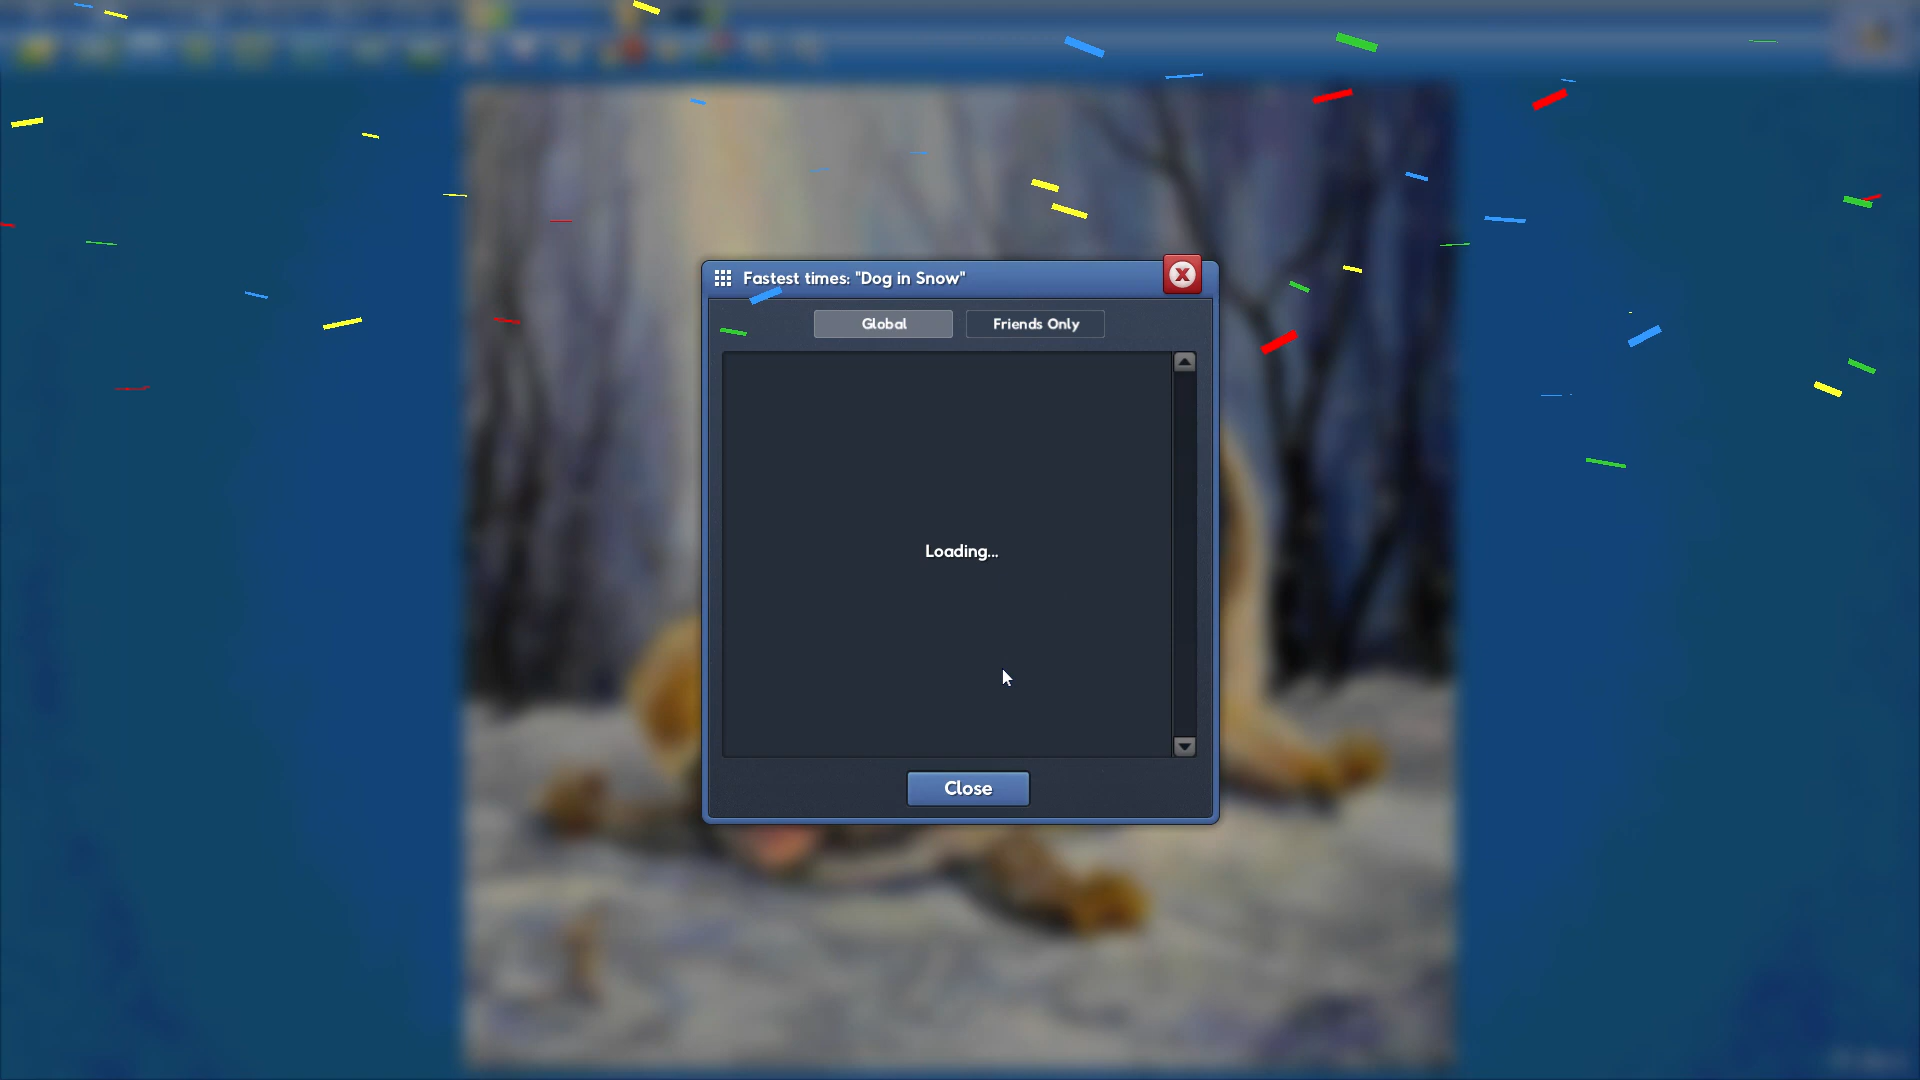 Fastest times: "Dog in Snow"
Global
Friends Only
Loading...
Close